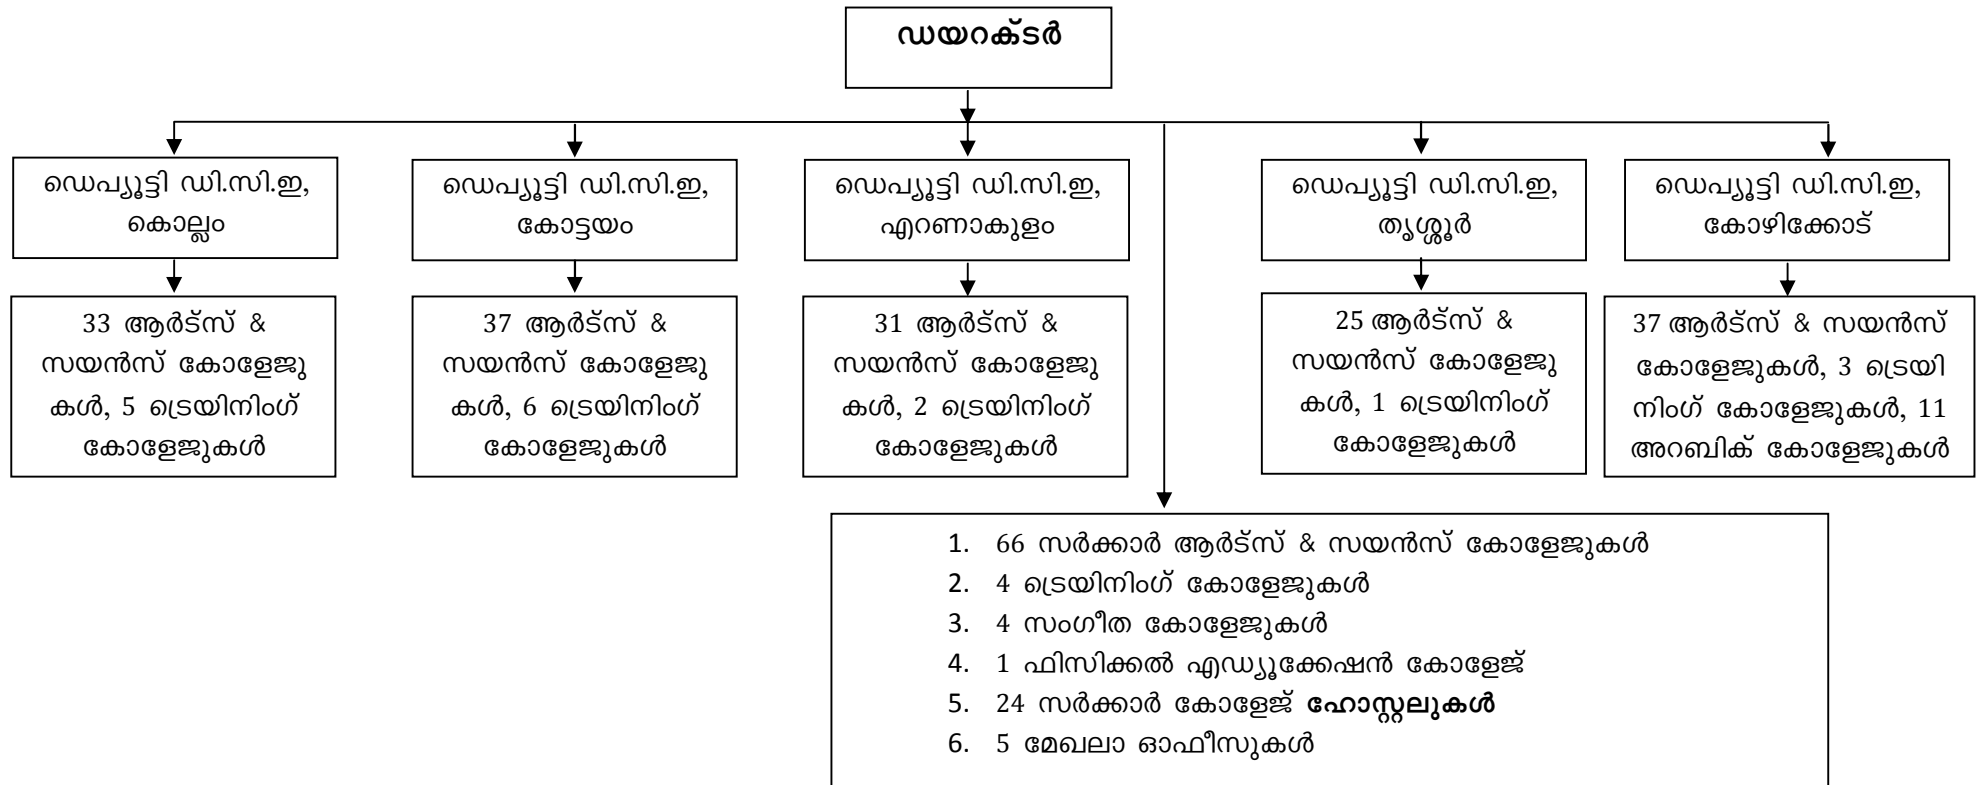 ഡയറക്ടർ
ഡെപ്യൂട്ടി ഡി.സി.ഇ,
കൊല്ലം
ഡെപ്യൂട്ടി ഡി.സി.ഇ,
കോട്ടയം
ഡെപ്യൂട്ടി ഡി.സി.ഇ,
എറണാകുളം
ഡെപ്യൂട്ടി ഡി.സി.ഇ,
തൃശ്ശൂർ
ഡെപ്യൂട്ടി ഡി.സി.ഇ,
കോഴിക്കോട്
33 ആർട്സ് &
സയൻസ് കോളേജു
കൾ, 5 ട്രെയിനിംഗ്
കോളേജുകൾ
37 ആർട്സ് &
സയൻസ് കോളേജു
കൾ, 6 ട്രെയിനിംഗ്
കോളേജുകൾ
31 ആർട്സ് &
സയൻസ് കോളേജു
കൾ, 2 ട്രെയിനിംഗ്
കോളേജുകൾ
25 ആർട്സ് &
സയൻസ് കോളേജു
കൾ, 1 ട്രെയിനിംഗ്
കോളേജുകൾ
37 ആർട്സ് & സയൻസ്
കോളേജുകൾ, 3 ട്രെയി
നിംഗ് കോളേജുകൾ, 11
അറബിക് കോളേജുകൾ
1. 66 സർക്കാർ ആർട്സ് & സയൻസ് കോളേജുകൾ
2. 4 ട്രെയിനിംഗ് കോളേജുകൾ
3. 4 സംഗീത കോളേജുകൾ
4. 1 ഫിസിക്കൽ എഡ്യൂക്കേഷൻ കോളേജ്
5. 24 സർക്കാർ കോളേജ് ഹോസ്റ്റലുകൾ
6. 5 മേഖലാ ഓഫീസുകൾ